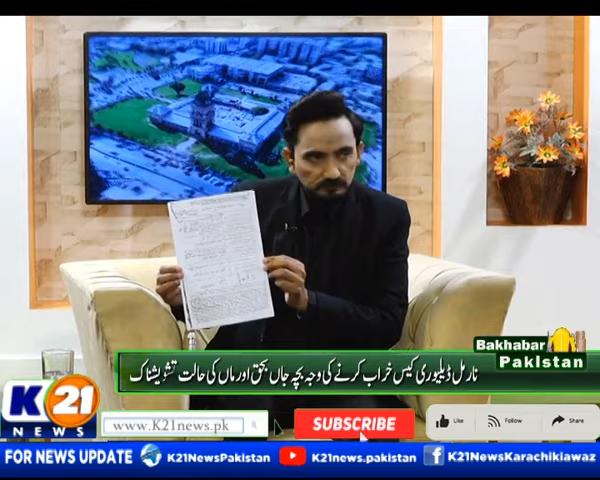 Bakhabar
Pakistan
نارمل ڈیلیوری کیس خراب کرنے کی وجہ بچہ جاں بحق اور ماں کی حالت تشویشناک
K21
NEWS
www.K21news.pk
SUBSCRIBE
Like
Follow
Share
FOR NEWS UPDATE
K21NewsPakistan
K21news.pakistan
K21NewsKarachikiawaz